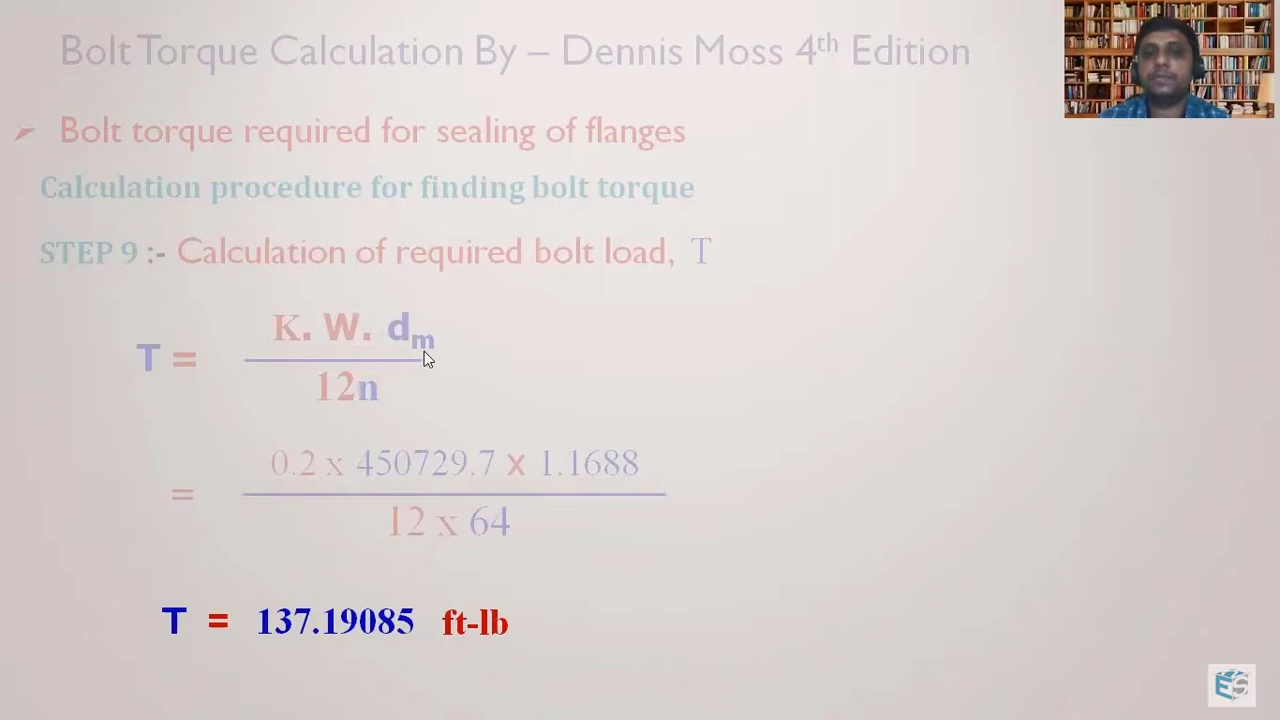 Bolt Torque Calculation By – Dennis Moss 4th Edition
➢ Bolt torque required for sealing of flanges
Calculation procedure for finding bolt torque
STEP 9 :- Calculation of required bolt load, T
T = K. W. dm
12n
= 0.2 x 450729.7 x 1.1688
12 x 64
T = 137.19085 ft-lb
ES